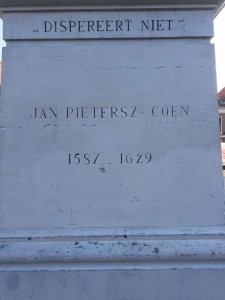 „DISPEREERT NIET"
JAN PIETERSZ- COEN
1587 - 1629